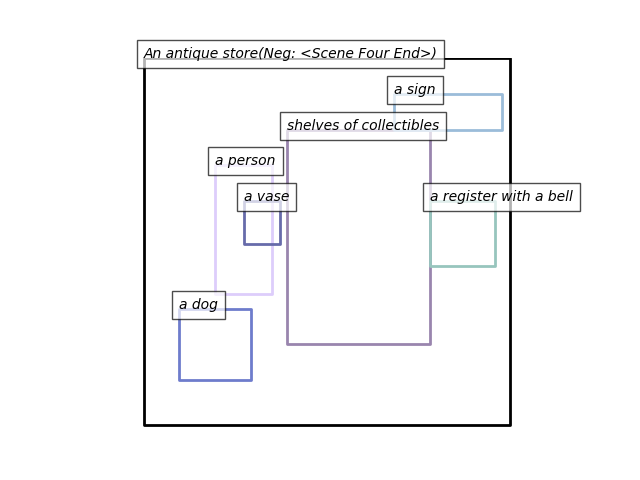 An antique store(Neg: <Scene Four End>)
a sign
shelves of collectibles
a person
a vase
a register with a bell
a dog